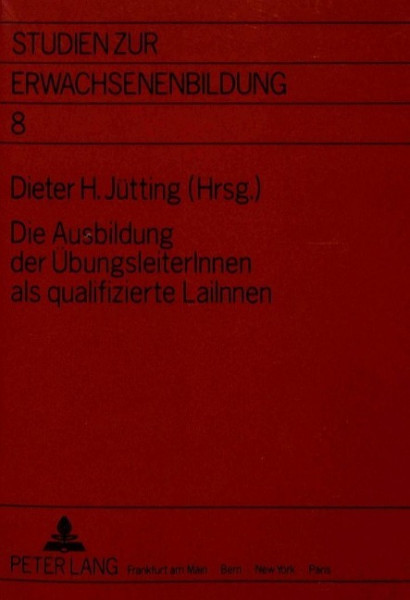 STUDIEN ZUR
ERWACHSENENBILDUNG
8
Dieter H. Jütting (Hrsg.)
Die Ausbildung
der ÜbungsleiterInnen
als qualifizierte LaiInnen
PETER LANG Frankfurt am Main Bern New York Paris